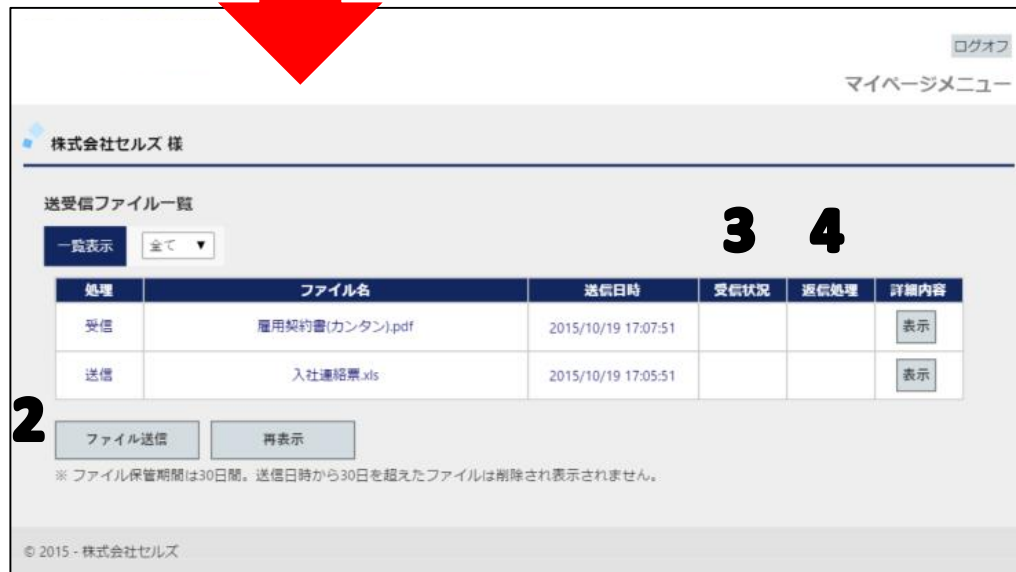 ログオフ
マイページメニュー
株式会社セルズ 様
送受信ファイル一覧
一覧表示 全て ▼
3 4
処理 ファイル名 送信日時 受信状況 返信処理 詳細内容
受信 雇用契約書(カンタン).pdf 2015/10/19 17:07:51 表示
送信 入社連絡票.xls 2015/10/19 17:05:51 表示
2
ファイル送信 再表示
※ ファイル保管期間は30日間。送信日時から30日を超えたファイルは削除され表示されません。
© 2015 - 株式会社セルズ